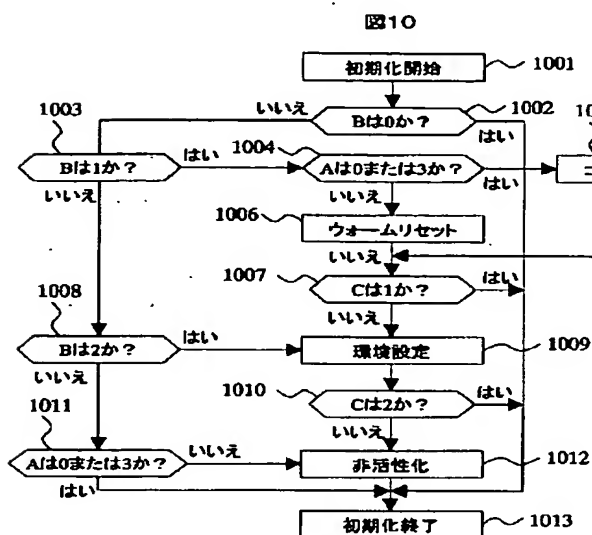 図10
初期化開始
1001
1002
Bは0か?
いいえ
はい
1003
Bは1か?
はい
いいえ
1004
Aは0または3か?
はい
いいえ
1006
ウォームリセット
いいえ
1007
Cは1か?
はい
いいえ
1008
Bは2か?
はい
いいえ
環境設定
1009
1010
Cは2か?
はい
いいえ
1011
Aは0または3か?
いいえ
はい
非活性化
1012
初期化終了
1013